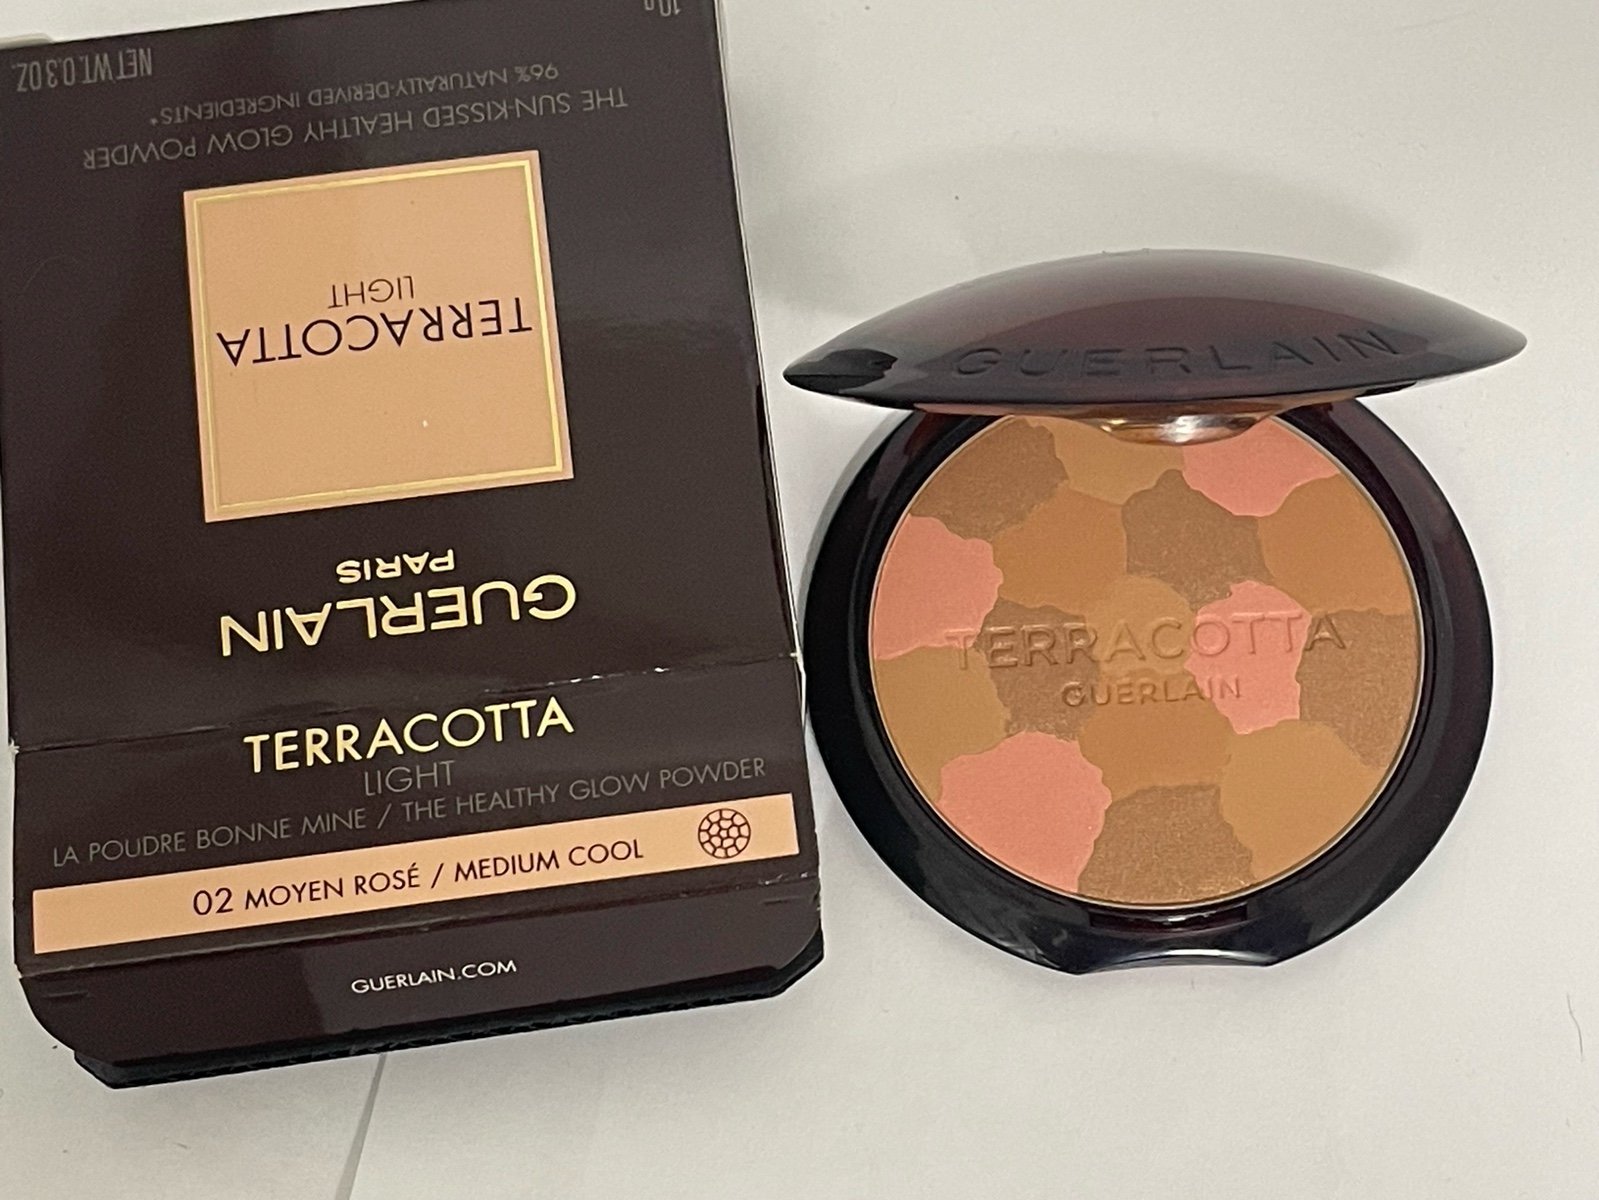 10g
NET WT. 0.3 OZ.
96% NATURALLY-DERIVED INGREDIENTS*
THE SUN-KISSED HEALTHY GLOW POWDER
TERRACOTTA
LIGHT
GUERLAIN
PARIS
TERRACOTTA
LIGHT
LA POUDRE BONNE MINE / THE HEALTHY GLOW POWDER
02 MOYEN ROSÉ / MEDIUM COOL
GUERLAIN.COM
GUERLAIN
TERRACOTTA
GUERLAIN